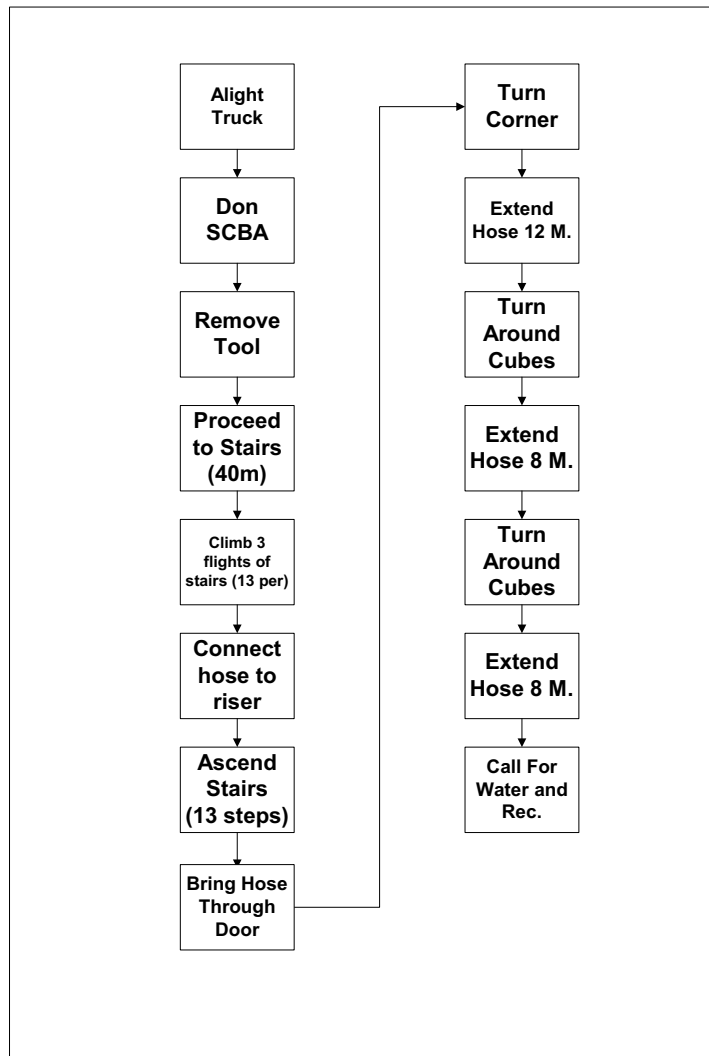 Alight
Truck
Don
SCBA
Remove
Tool
Proceed
to Stairs
(40m)
Climb 3
flights of
stairs (13 per)
Connect
hose to
riser
Ascend
Stairs
(13 steps)
Bring Hose
Through
Door
Turn
Corner
Extend
Hose 12 M.
Turn
Around
Cubes
Extend
Hose 8 M.
Turn
Around
Cubes
Extend
Hose 8 M.
Call For
Water and
Rec.